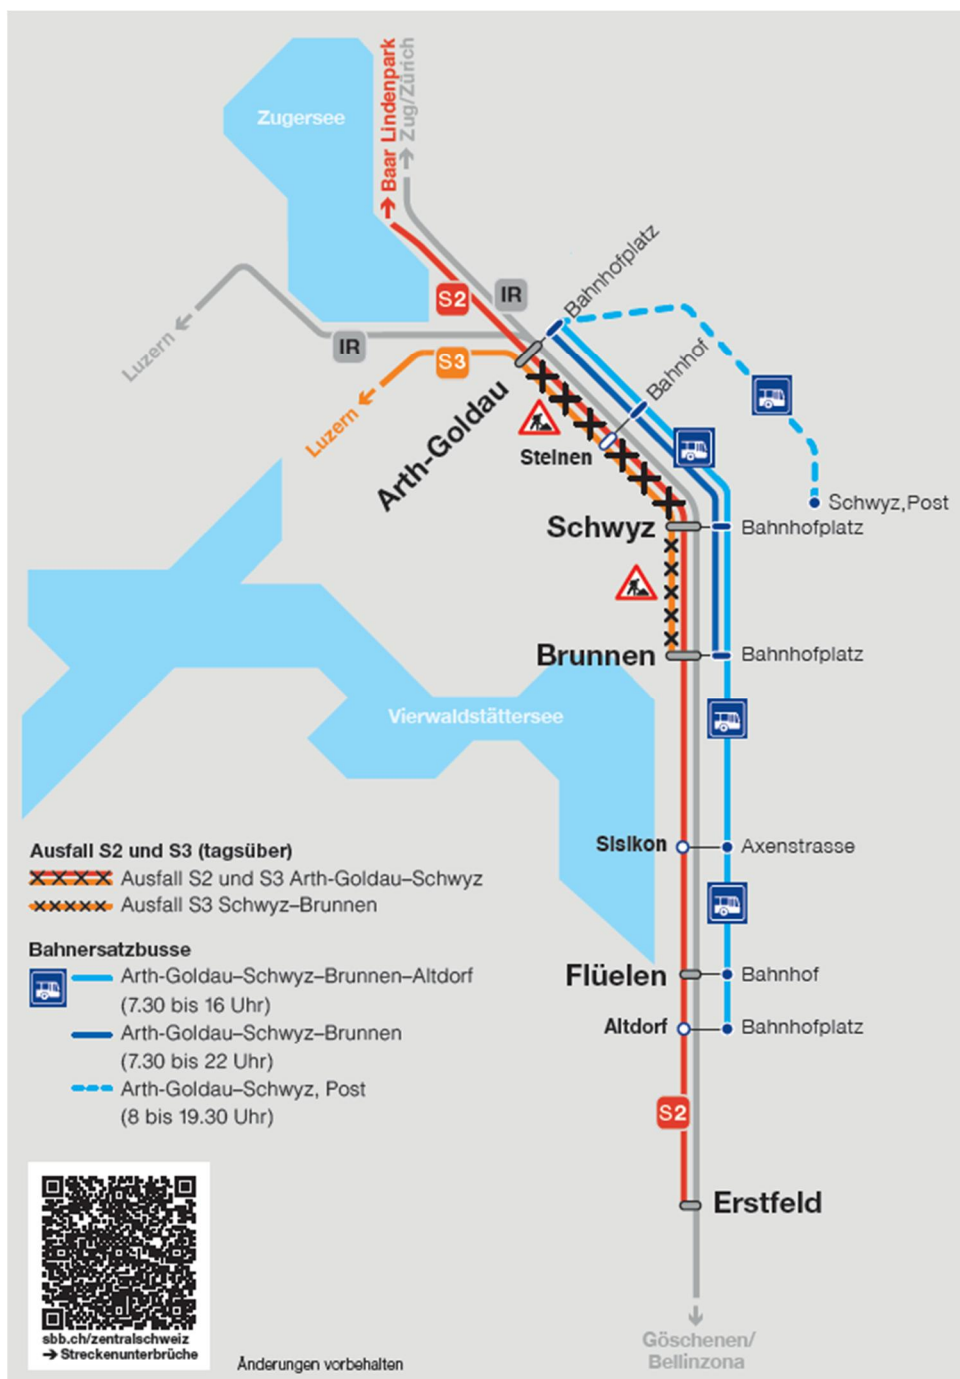 Baar Lindenpark
Zug/Zürich
Zugersee
S2
IR
Bahnhofplatz
Luzern
IR
S3
Luzern
Bahnhof
Arth-Goldau
Steinen
Schwyz,Post
Schwyz
Bahnhofplatz
Brunnen
Bahnhofplatz
Vierwaldstättersee
Sisikon
Axenstrasse
Ausfall S2 und S3 (tagsüber)
Ausfall S2 und S3 Arth-Goldau–Schwyz
Ausfall S3 Schwyz–Brunnen
Bahnersatzbusse
Arth-Goldau–Schwyz–Brunnen–Altdorf
(7.30 bis 16 Uhr)
Arth-Goldau–Schwyz–Brunnen
(7.30 bis 22 Uhr)
Arth-Goldau–Schwyz, Post
(8 bis 19.30 Uhr)
Flüelen
Bahnhof
Altdorf
Bahnhofplatz
S2
Erstfeld
Göschenen/
Bellinzona
sbb.ch/zentralschweiz
→ Streckenunterbrüche
Änderungen vorbehalten